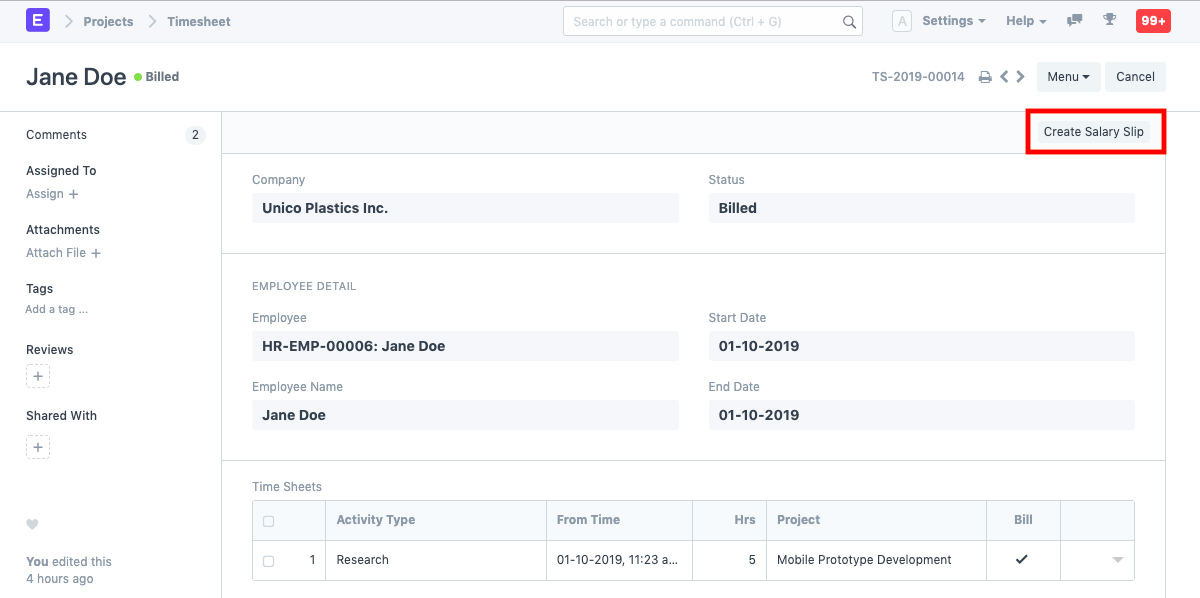 E Projects Timesheet Search or type a command (Ctrl + G) A Settings Help 99+
Jane Doe Billed TS-2019-00014 Menu Cancel
Comments 2
Create Salary Slip
Assigned To
Assign +
Attachments
Attach File +
Tags
Add a tag ...
Reviews
+
Shared With
+
You edited this
4 hours ago
Company Status
Unico Plastics Inc. Billed
EMPLOYEE DETAIL
Employee Start Date
HR-EMP-00006: Jane Doe 01-10-2019
Employee Name End Date
Jane Doe 01-10-2019
Time Sheets
Activity Type From Time Hrs Project Bill
1 Research 01-10-2019, 11:23 a... 5 Mobile Prototype Development